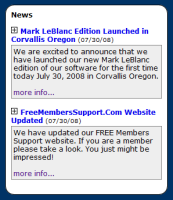 News
Mark LeBlanc Edition Launched in
Corvallis Oregon (07/30/08)
We are excited to announce that we
have launched our new Mark LeBlanc
edition of our software for the first time
today July 30, 2008 in Corvallis Oregon.
more info...
FreeMembersSupport.Com Website
Updated (07/30/08)
We have updated our FREE Members
Support website. If you are a member
please take a look. You just might be
impressed!
more info...